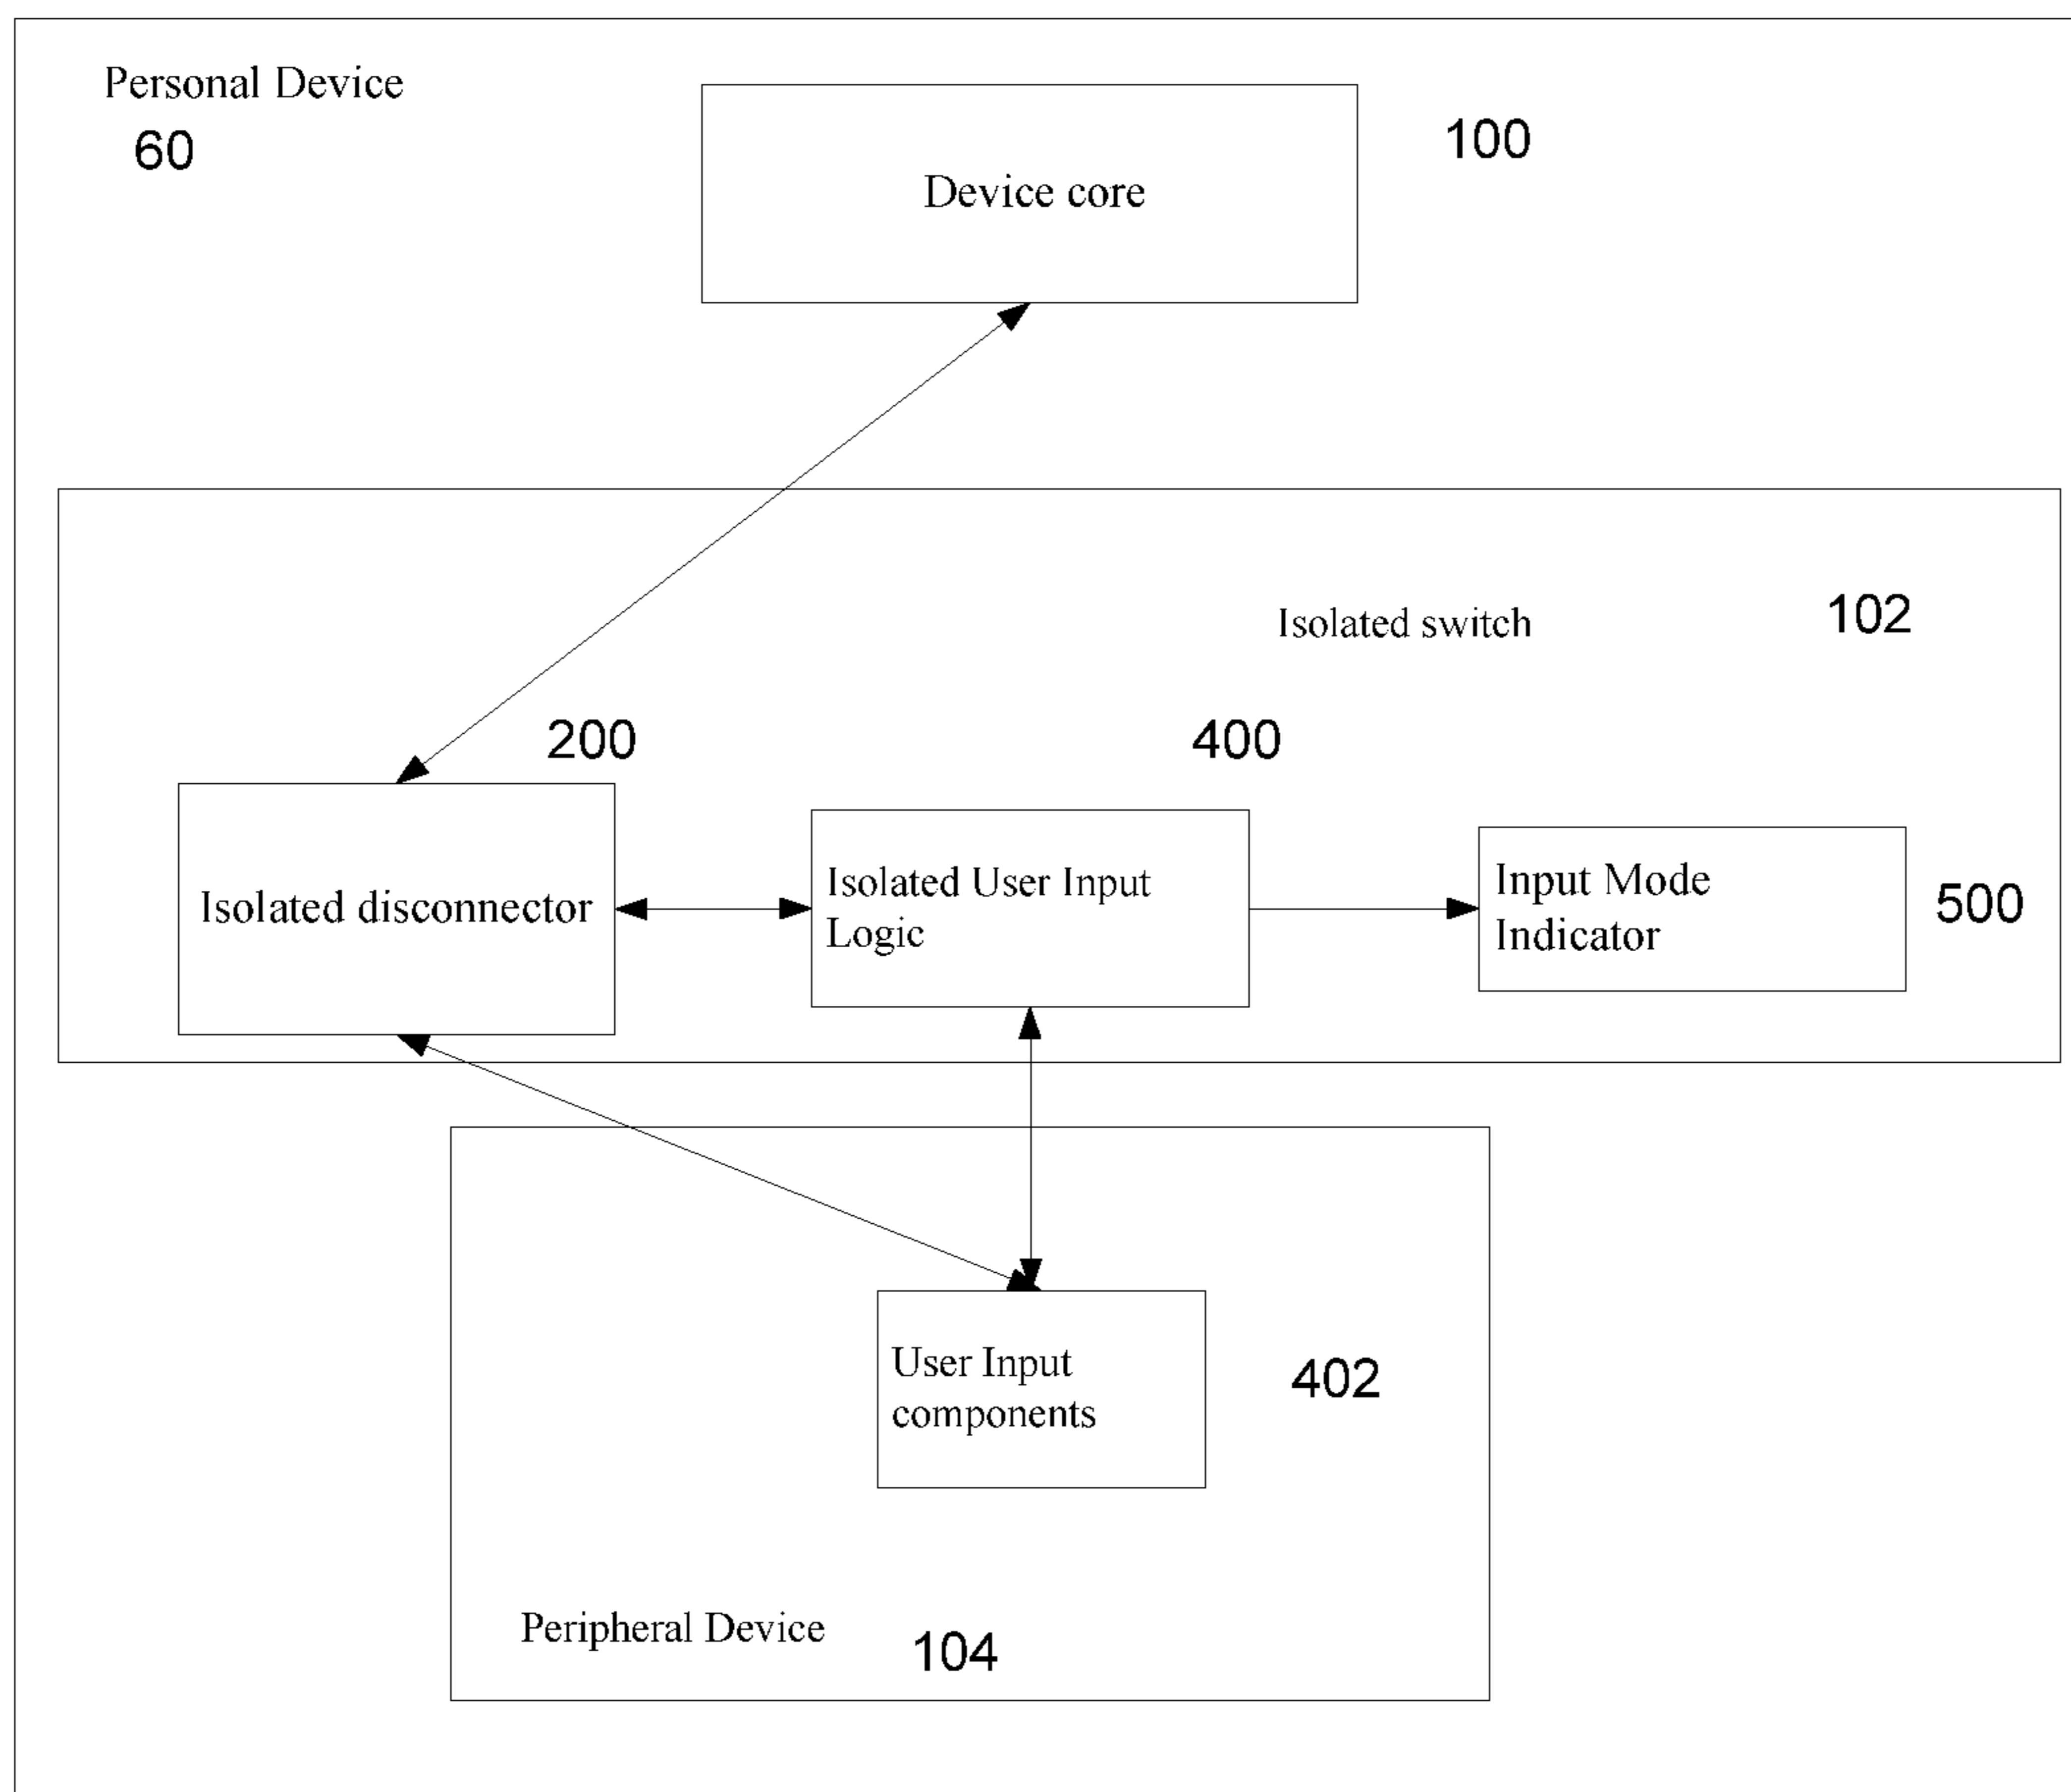 Personal Device
60
100
Device core
Isolated switch
102
200
400
Isolated disconnector
Isolated User Input
Logic
Input Mode
Indicator
500
User Input
components
402
Peripheral Device
104